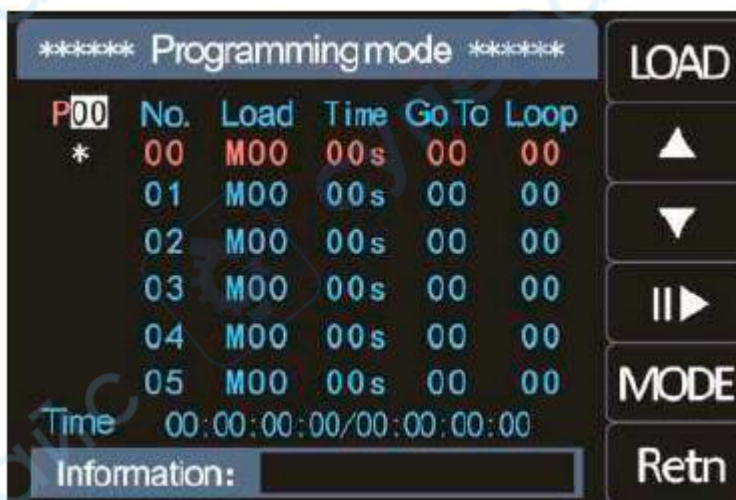 ****** Programming mode ******
LOAD
P00 No. Load Time Go To Loop
* 00 M00 00s 00 00
01 M00 00s 00 00
02 M00 00s 00 00
03 M00 00s 00 00
04 M00 00s 00 00
05 M00 00s 00 00
MODE
Time 00:00:00:00/00:00:00:00
Information:
Retn